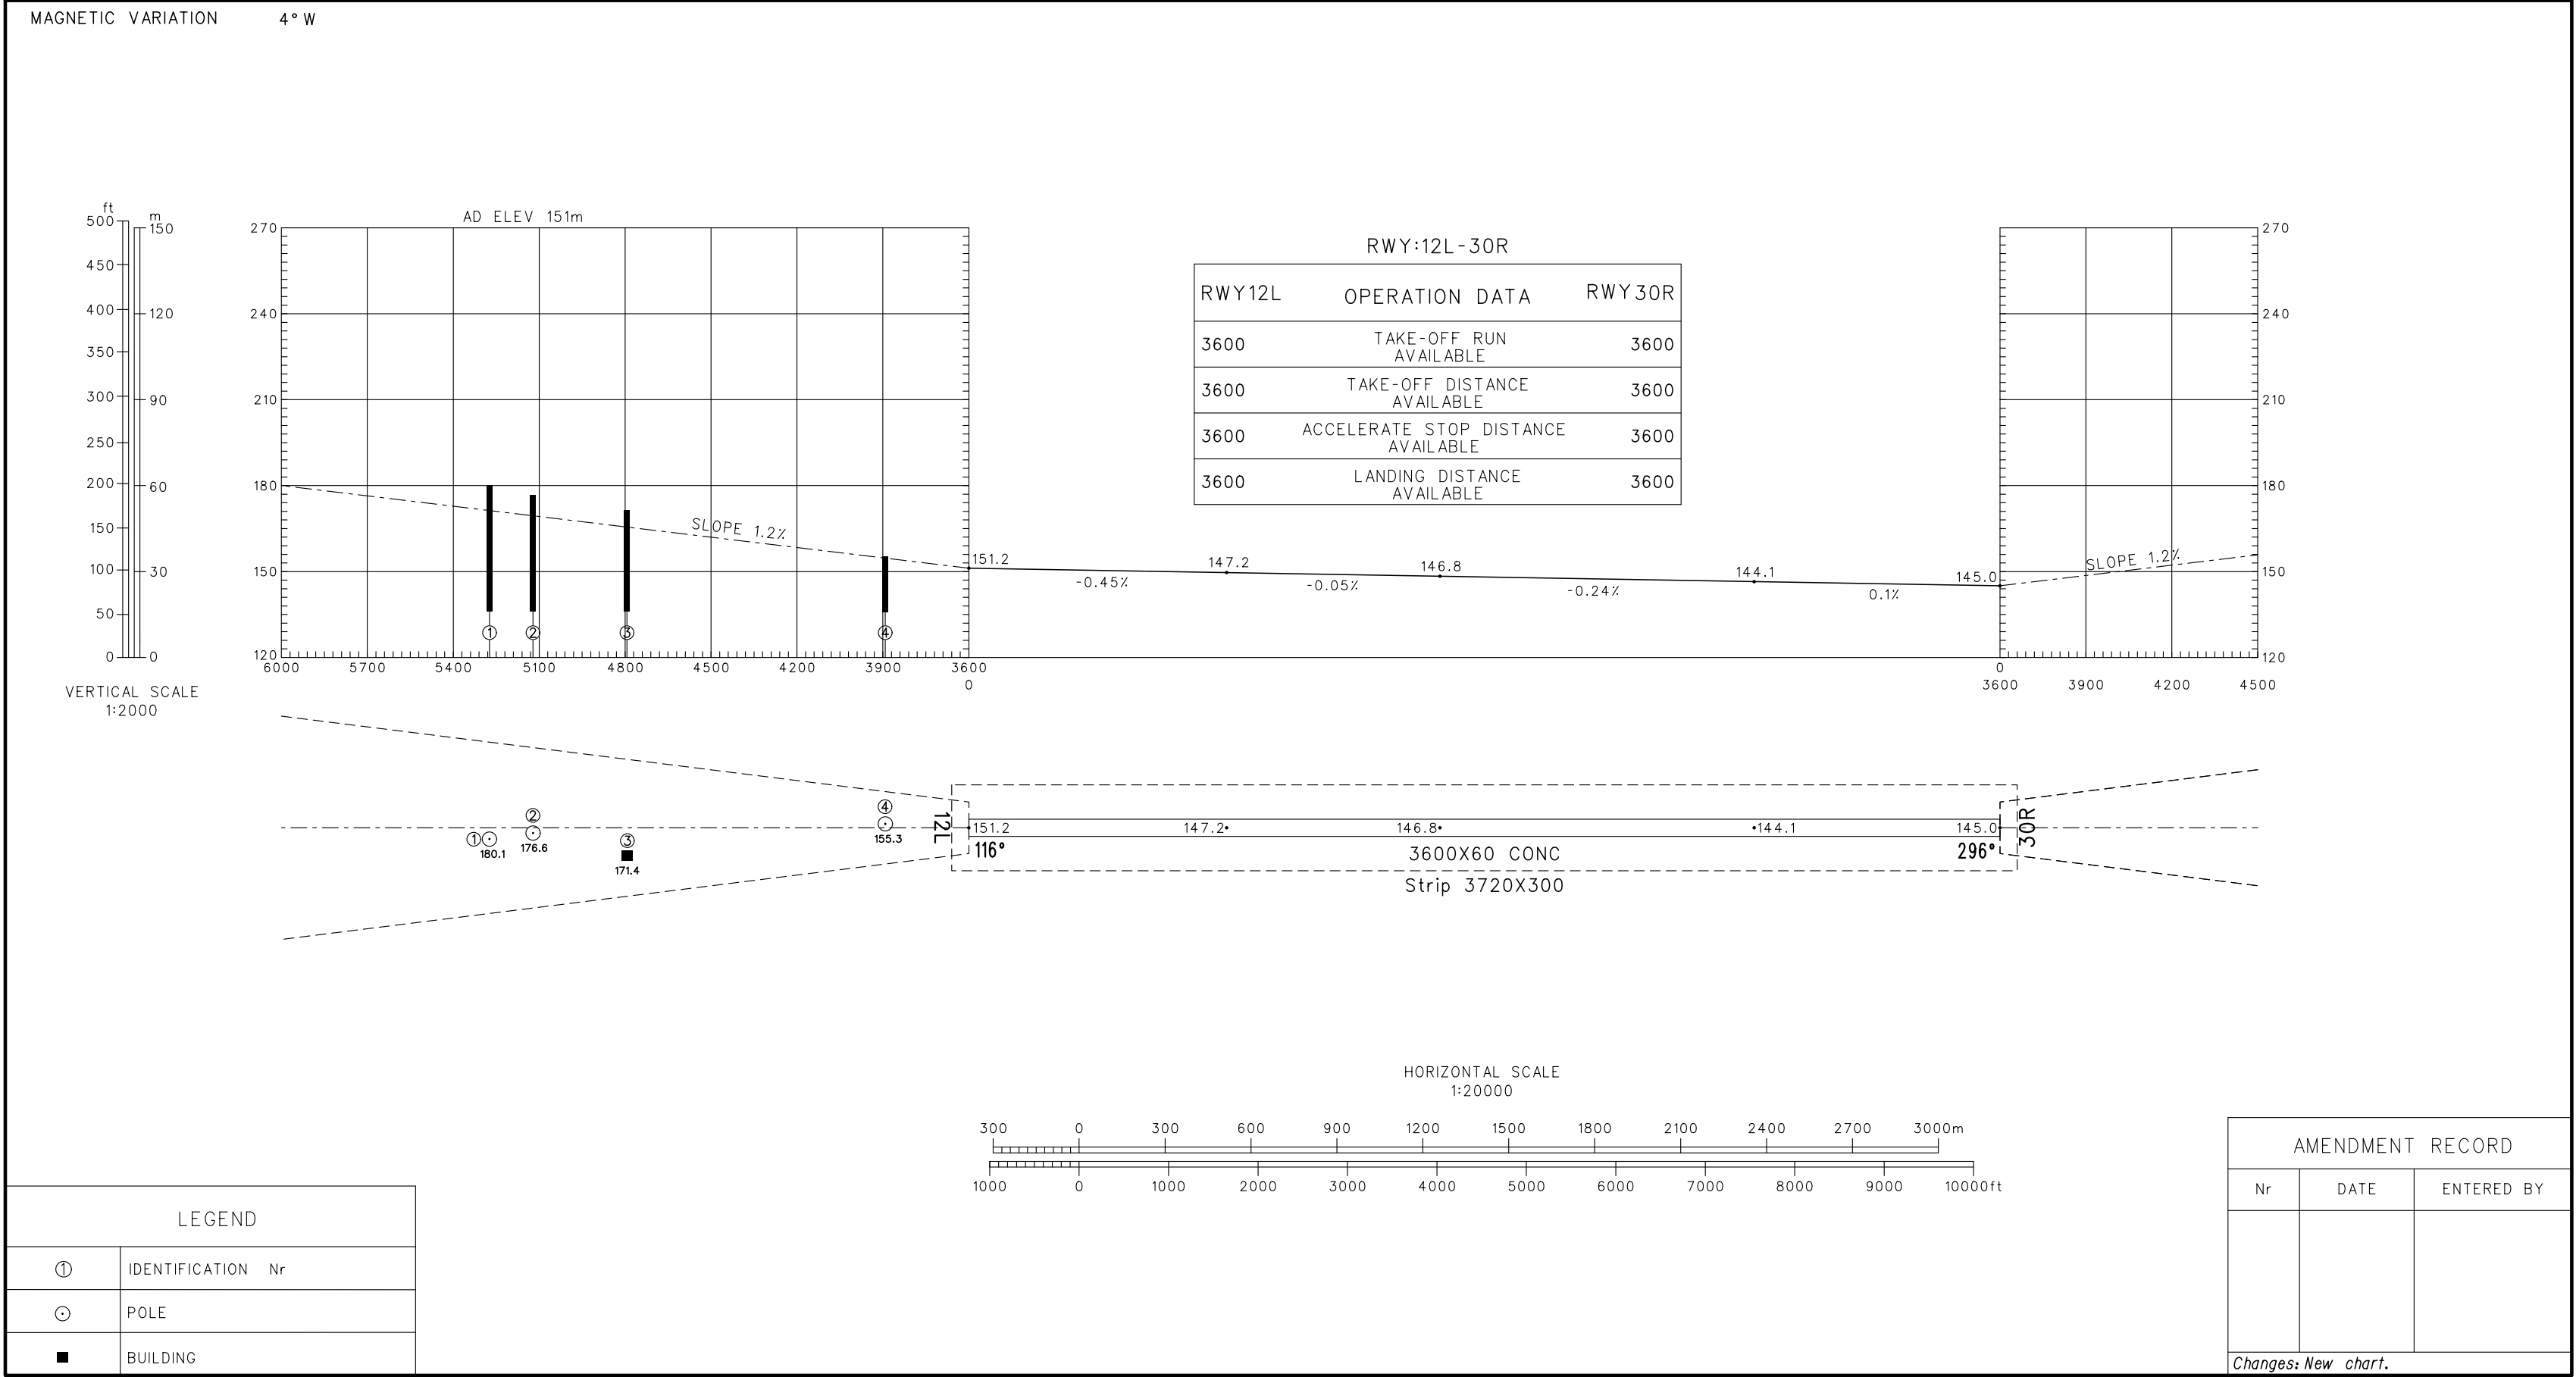 MAGNETIC VARIATION 4° W
ft
m
500
450
400
350
300
250
200
150
100
50
0
150
120
90
60
30
0
VERTICAL SCALE
1:2000
AD ELEV 151m
270
240
210
180
150
120
SLOPE 1.2%
1 2 3 4
6000 5700 5400 5100 4800 4500 4200 3900 3600
0
RWY:12L-30R
RWY12L OPERATION DATA RWY30R
3600 TAKE-OFF RUN AVAILABLE 3600
3600 TAKE-OFF DISTANCE AVAILABLE 3600
3600 ACCELERATE STOP DISTANCE AVAILABLE 3600
3600 LANDING DISTANCE AVAILABLE 3600
151.2 147.2 146.8 144.1 145.0
-0.45% -0.05% -0.24% 0.1%
SLOPE 1.2%
270
240
210
180
150
120
0
3600 3900 4200 4500
1
180.1
2
176.6
3
171.4
4
155.3
12L
151.2 147.2 146.8 144.1 145.0
30R
116° 296°
3600X60 CONC
Strip 3720X300
HORIZONTAL SCALE
1:20000
300 0 300 600 900 1200 1500 1800 2100 2400 2700 3000m
1000 0 1000 2000 3000 4000 5000 6000 7000 8000 9000 10000ft
LEGEND
1 IDENTIFICATION Nr
POLE
BUILDING
AMENDMENT RECORD
Nr DATE ENTERED BY
Changes: New chart.